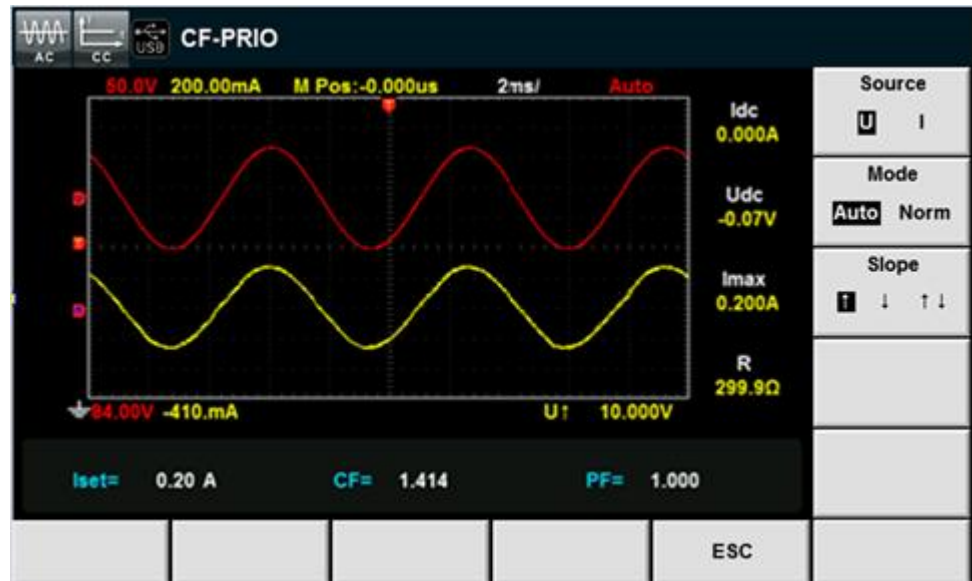 AC CC USB CF-PRIO
50.0V 200.00mA M Pos:-0.000us 2ms/ Auto
Idc
0.000A
Udc
-0.07V
Imax
0.200A
R
299.9Ω
D
T
D
84.00V -410.mA U↑ 10.000V
Iset= 0.20 A CF= 1.414 PF= 1.000
Source
U I
Mode
Auto Norm
Slope
↑ ↓ ↑↓
ESC